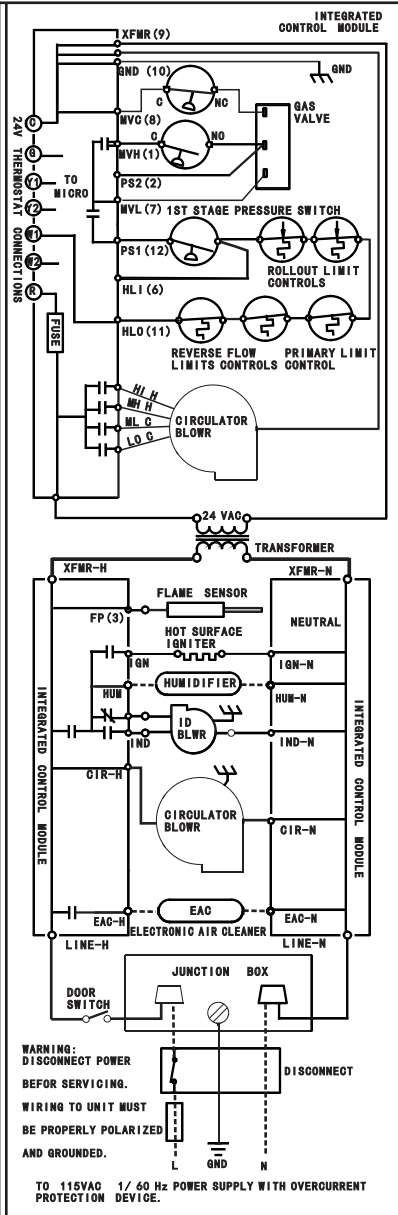 INTEGRATED
CONTROL MODULE
XFMR (9)
GND (10)
GND
C
NC
MVC (8)
GAS
VALVE
C
NO
MVH (1)
C
G
Y1
Y2
W1
W2
R
24V THERMOSTAT CONNECTIONS
TO
MICRO
PS2 (2)
MVL (7)
1ST STAGE PRESSURE SWITCH
PS1 (12)
ROLLOUT LIMIT
CONTROLS
HLI (6)
HLO (11)
FUSE
REVERSE FLOW PRIMARY LIMIT
LIMITS CONTROLS CONTROL
HI H
MH H
ML C
LO C
CIRCULATOR
BLOWR
24 VAC
TRANSFORMER
XFMR-H
XFMR-N
FLAME SENSOR
FP (3)
NEUTRAL
HOT SURFACE
IGNITER
IGN
IGN-N
HUM
HUMIDIFIER
HUM-N
ID
BLWR
IND
IND-N
INTEGRATED CONTROL MODULE
INTEGRATED CONTROL MODULE
CIR-H
CIRCULATOR
BLOWR
CIR-N
EAC
EAC-H
EAC-N
ELECTRONIC AIR CLEANER
LINE-H
LINE-N
JUNCTION BOX
DOOR
SWITCH
WARNING:
DISCONNECT POWER
BEFOR SERVICING.
WIRING TO UNIT MUST
BE PROPERLY POLARIZED
AND GROUNDED.
DISCONNECT
L
GND
N
TO 115VAC 1/ 60 Hz POWER SUPPLY WITH OVERCURRENT
PROTECTION DEVICE.